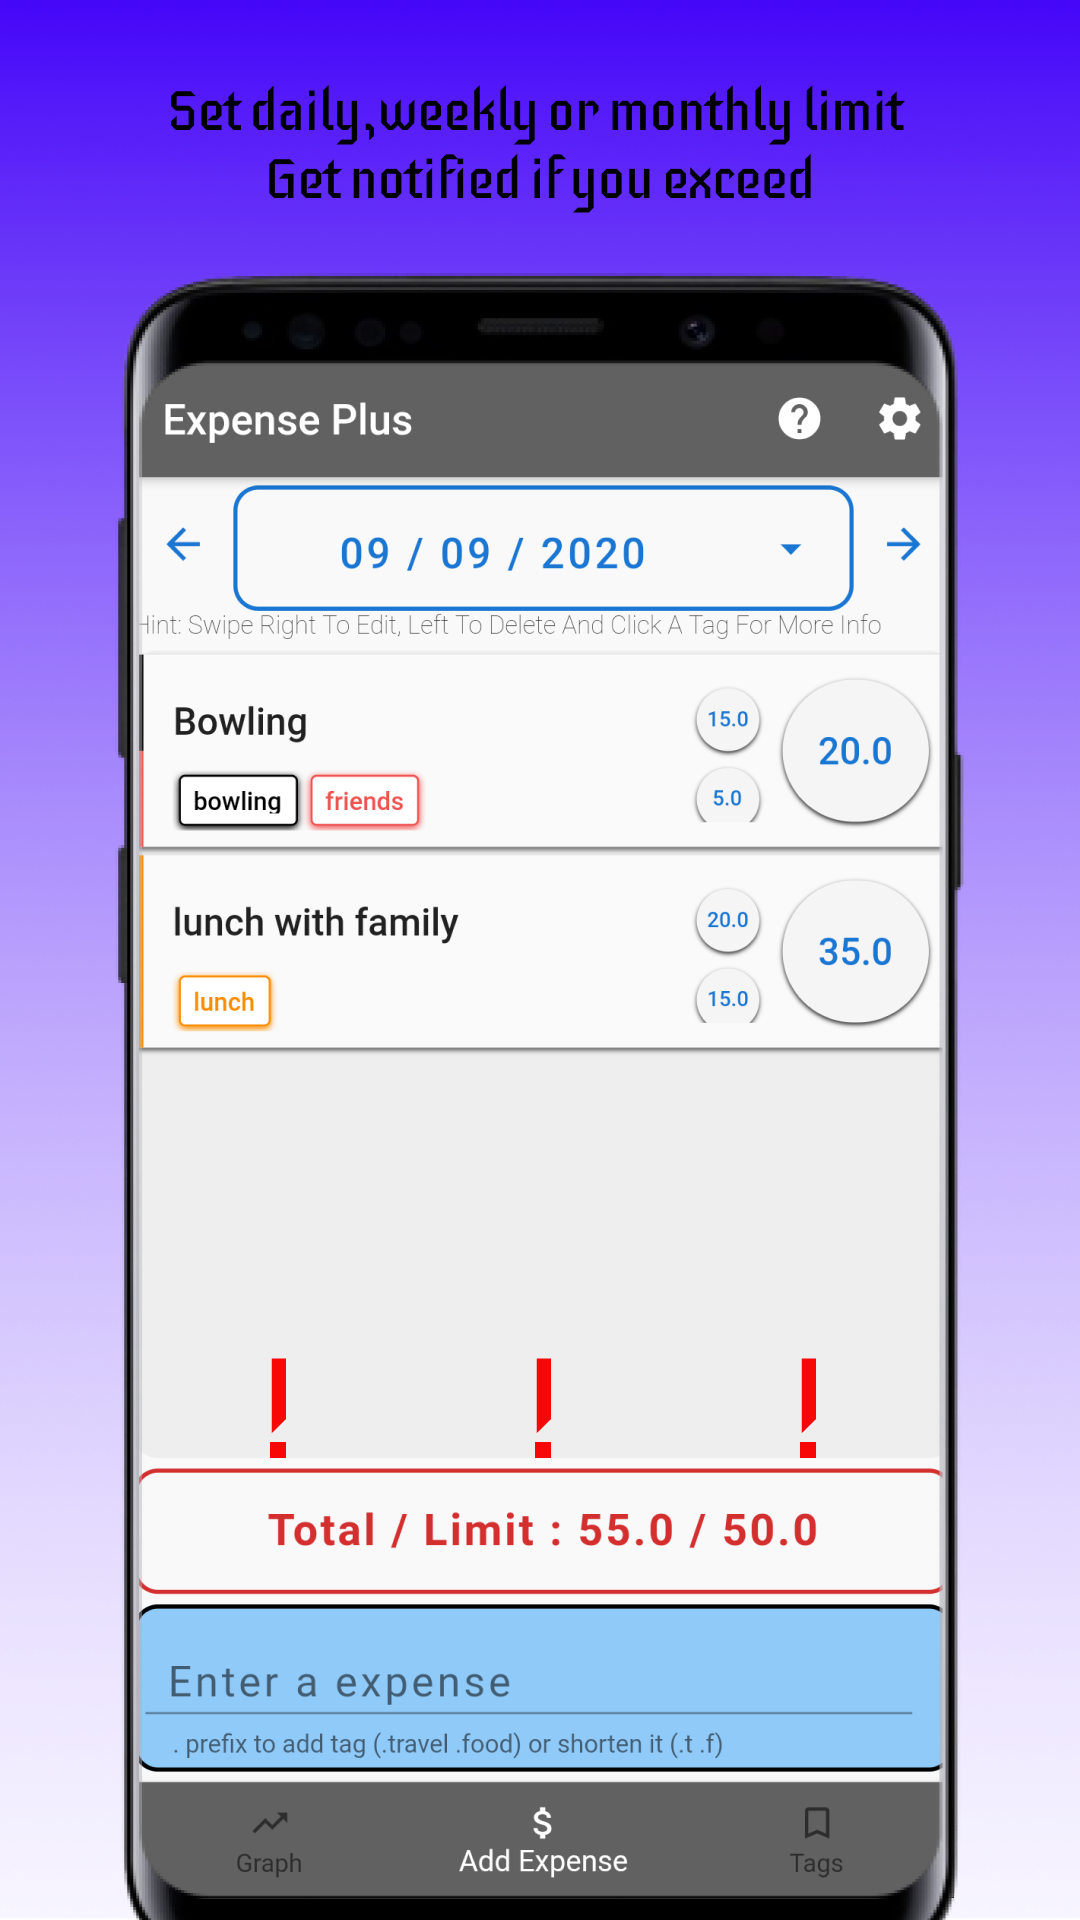 Set daily,weekly or monthly limit
Get notified if you exceed
Expense Plus
09 / 09 / 2020
Hint: Swipe Right To Edit, Left To Delete And Click A Tag For More Info
Bowling
15.0
20.0
bowling friends
5.0
lunch with family
20.0
35.0
lunch
15.0
! ! !
Total / Limit : 55.0 / 50.0
Enter a expense
. prefix to add tag (.travel .food) or shorten it (.t .f)
$
Graph
Add Expense
Tags